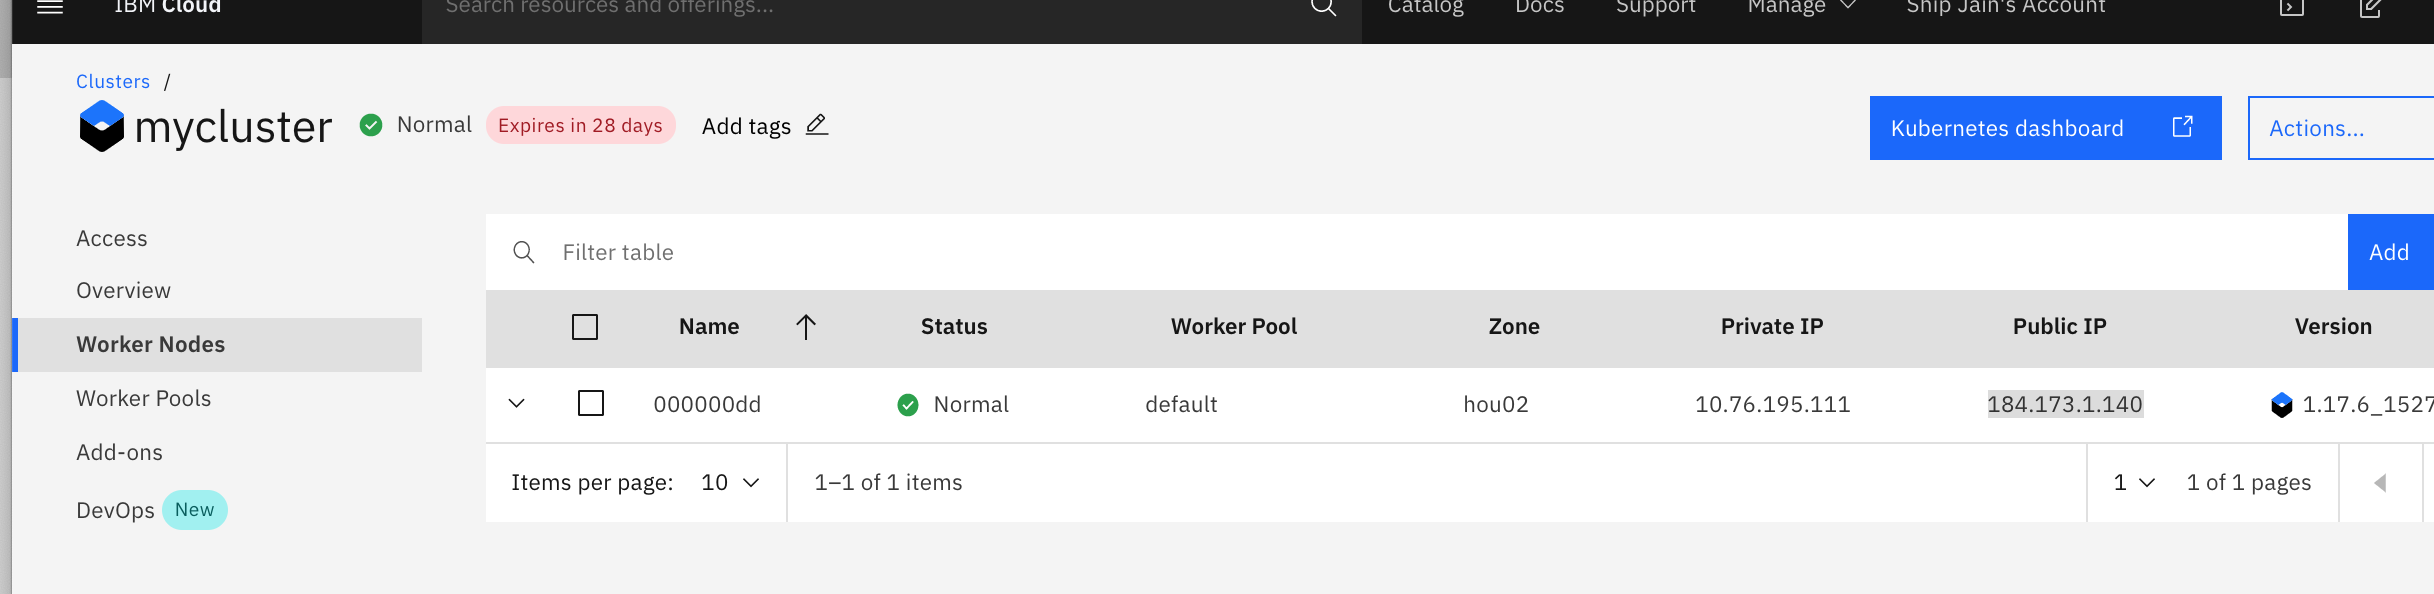 IBM Cloud
Search resources and offerings...
Catalog
Docs
Support
Manage
Ship Jain's Account
Clusters /
mycluster
Normal
Expires in 28 days
Add tags
Kubernetes dashboard
Actions...
Access
Overview
Worker Nodes
Worker Pools
Add-ons
DevOps New
Filter table
Add
Name Status Worker Pool Zone Private IP Public IP Version
000000dd Normal default hou02 10.76.195.111 184.173.1.140 1.17.6_1527
Items per page: 10 1–1 of 1 items 1 1 of 1 pages